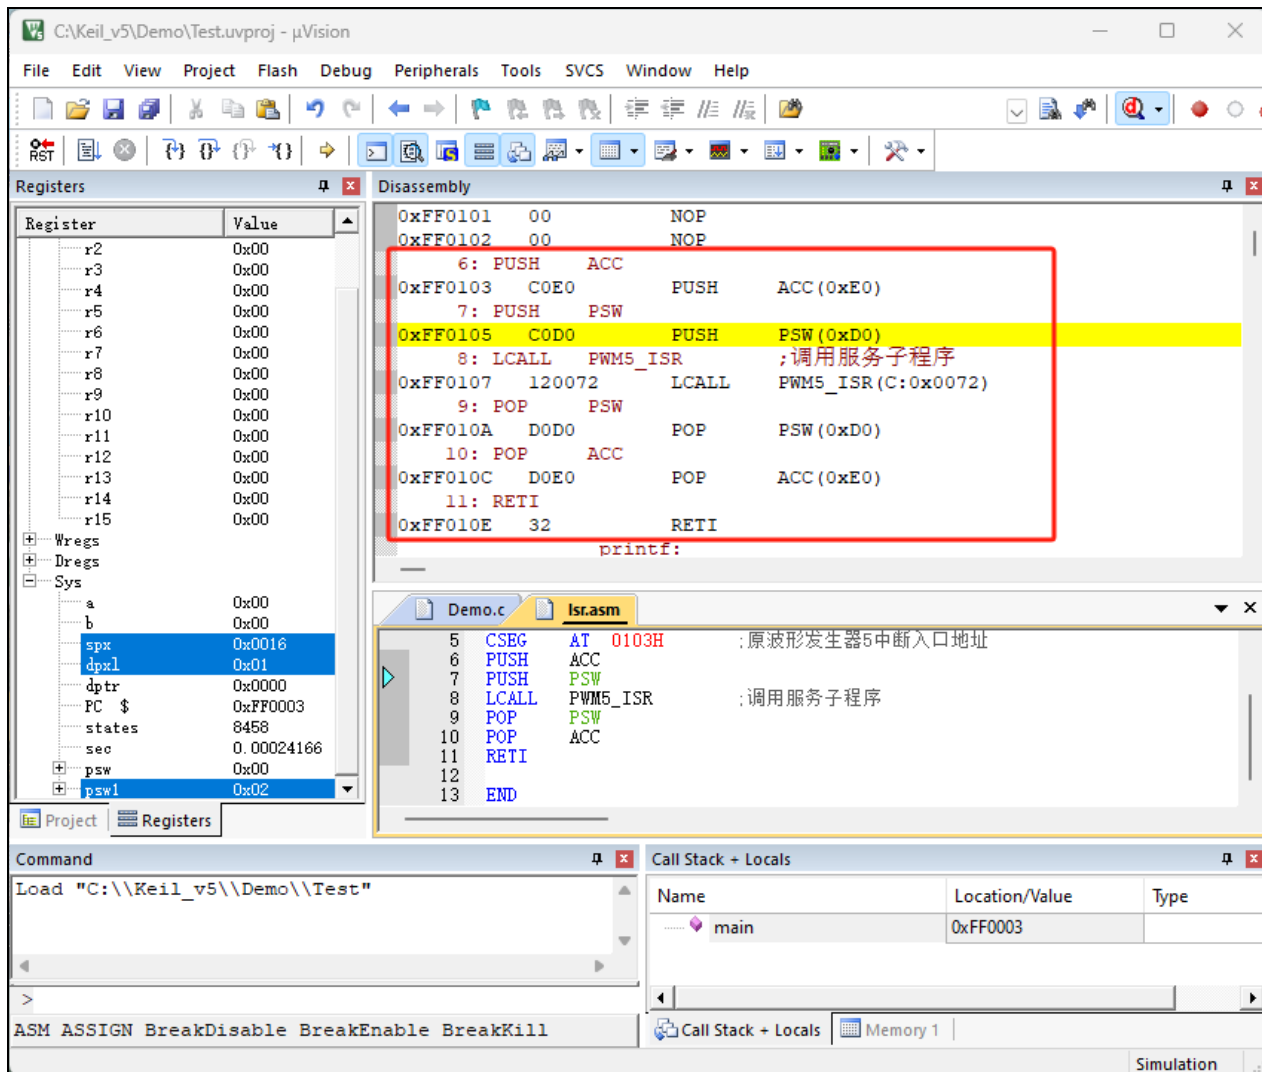 C:\Keil_v5\Demo\Test.uvproj - µVision
File Edit View Project Flash Debug Peripherals Tools SVCS Window Help
RST
Registers
Register Value
r2 0x00
r3 0x00
r4 0x00
r5 0x00
r6 0x00
r7 0x00
r8 0x00
r9 0x00
r10 0x00
r11 0x00
r12 0x00
r13 0x00
r14 0x00
r15 0x00
Wregs
Dregs
Sys
a 0x00
b 0x00
spx 0x0016
dpxl 0x01
dptr 0x0000
PC $ 0xFF0003
states 8458
sec 0.00024166
psw 0x00
psw1 0x02
Project Registers
Disassembly
0xFF0101 00 NOP
0xFF0102 00 NOP
6: PUSH ACC
0xFF0103 C0E0 PUSH ACC(0xE0)
7: PUSH PSW
0xFF0105 C0D0 PUSH PSW(0xD0)
8: LCALL PWM5_ISR ;调用服务子程序
0xFF0107 120072 LCALL PWM5_ISR(C:0x0072)
9: POP PSW
0xFF010A D0D0 POP PSW(0xD0)
10: POP ACC
0xFF010C D0E0 POP ACC(0xE0)
11: RETI
0xFF010E 32 RETI
printf:
Demo.c Isr.asm
5 CSEG AT 0103H ;原波形发生器5中断入口地址
6 PUSH ACC
7 PUSH PSW
8 LCALL PWM5_ISR ;调用服务子程序
9 POP PSW
10 POP ACC
11 RETI
12
13 END
Command
Load "C:\\Keil_v5\\Demo\\Test"
>
ASM ASSIGN BreakDisable BreakEnable BreakKill
Call Stack + Locals
Name Location/Value Type
main 0xFF0003
Call Stack + Locals Memory 1
Simulation